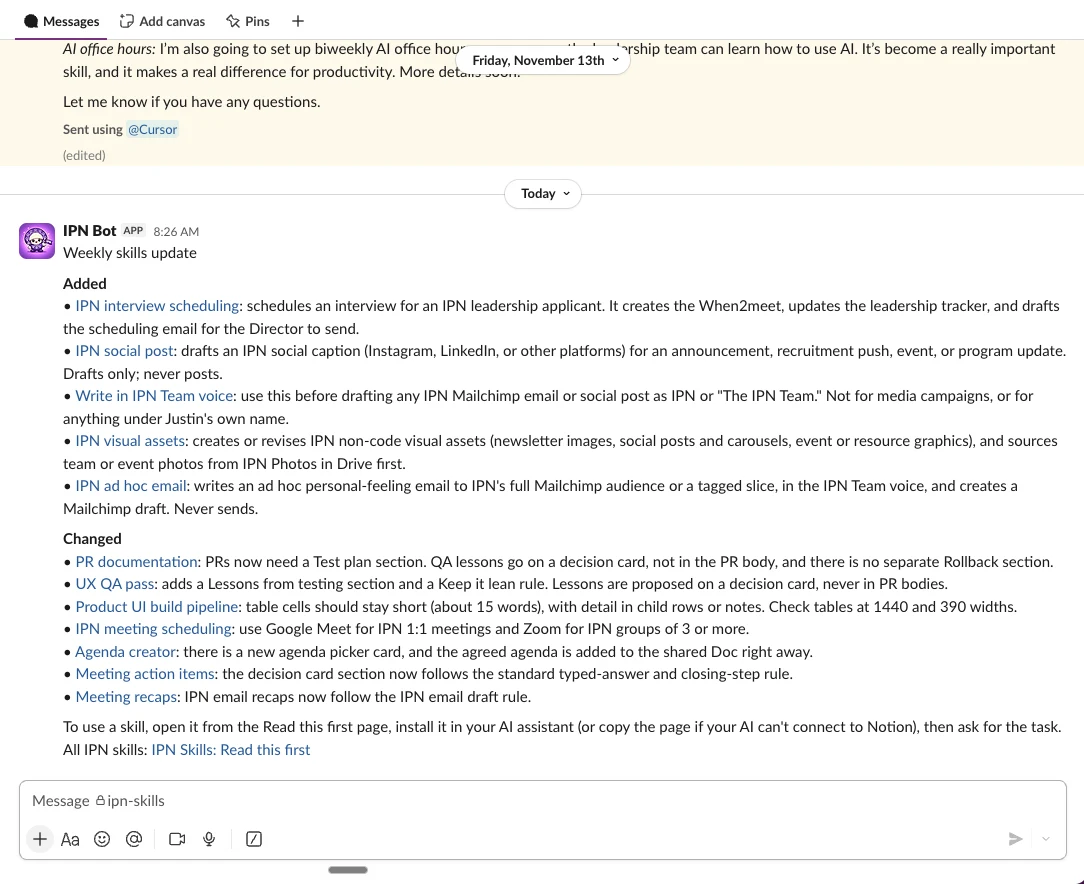 Messages Add canvas Pins
AI office hours: I'm also going to set up biweekly AI office hour ership team can learn how to use AI. It's become a really important
Friday, November 13th
skill, and it makes a real difference for productivity. More details soon.
Let me know if you have any questions.
Sent using @Cursor
(edited)
Today
IPN Bot APP 8:26 AM
Weekly skills update
Added
• IPN interview scheduling: schedules an interview for an IPN leadership applicant. It creates the When2meet, updates the leadership tracker, and drafts
the scheduling email for the Director to send.
• IPN social post: drafts an IPN social caption (Instagram, LinkedIn, or other platforms) for an announcement, recruitment push, event, or program update.
Drafts only; never posts.
• Write in IPN Team voice: use this before drafting any IPN Mailchimp email or social post as IPN or "The IPN Team." Not for media campaigns, or for
anything under Justin's own name.
• IPN visual assets: creates or revises IPN non-code visual assets (newsletter images, social posts and carousels, event or resource graphics), and sources
team or event photos from IPN Photos in Drive first.
• IPN ad hoc email: writes an ad hoc personal-feeling email to IPN's full Mailchimp audience or a tagged slice, in the IPN Team voice, and creates a
Mailchimp draft. Never sends.
Changed
• PR documentation: PRs now need a Test plan section. QA lessons go on a decision card, not in the PR body, and there is no separate Rollback section.
• UX QA pass: adds a Lessons from testing section and a Keep it lean rule. Lessons are proposed on a decision card, never in PR bodies.
• Product UI build pipeline: table cells should stay short (about 15 words), with detail in child rows or notes. Check tables at 1440 and 390 widths.
• IPN meeting scheduling: use Google Meet for IPN 1:1 meetings and Zoom for IPN groups of 3 or more.
• Agenda creator: there is a new agenda picker card, and the agreed agenda is added to the shared Doc right away.
• Meeting action items: the decision card section now follows the standard typed-answer and closing-step rule.
• Meeting recaps: IPN email recaps now follow the IPN email draft rule.
To use a skill, open it from the Read this first page, install it in your AI assistant (or copy the page if your AI can't connect to Notion), then ask for the task.
All IPN skills: IPN Skills: Read this first
Message ipn-skills
Aa